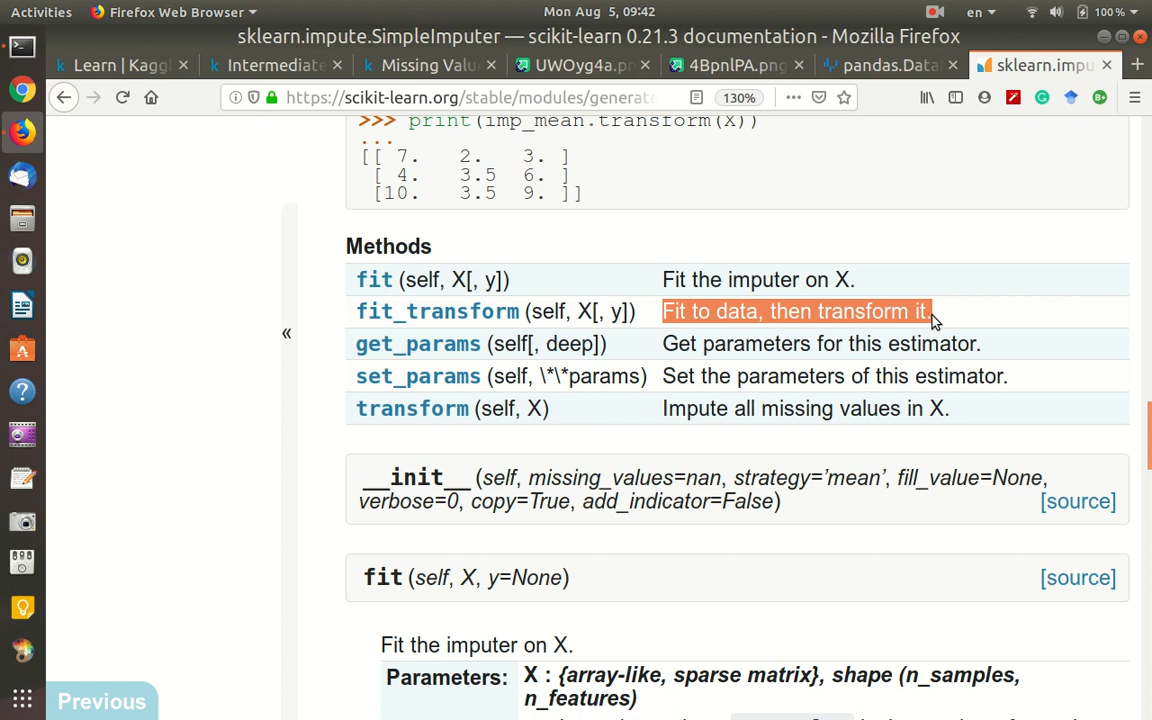 Activities Firefox Web Browser Mon Aug 5, 09:42 en 100%
sklearn.impute.SimpleImputer — scikit-learn 0.21.3 documentation - Mozilla Firefox
Learn | Kaggl Intermediate Missing Valu UWOyg4a.pr 4BpnlPA.png pandas.Data sklearn.impu
https://scikit-learn.org/stable/modules/generate 130%
>>> print(imp_mean.transform(X))
...
[[ 7. 2. 3. ]
[ 4. 3.5 6. ]
[10. 3.5 9. ]]
Methods
fit (self, X[, y]) Fit the imputer on X.
fit_transform (self, X[, y]) Fit to data, then transform it.
get_params (self[, deep]) Get parameters for this estimator.
set_params (self, \*\*params) Set the parameters of this estimator.
transform (self, X) Impute all missing values in X.
«
__init__ (self, missing_values=nan, strategy=’mean’, fill_value=None,
verbose=0, copy=True, add_indicator=False) [source]
fit (self, X, y=None) [source]
Fit the imputer on X.
Parameters: X : {array-like, sparse matrix}, shape (n_samples,
n_features)
Previous